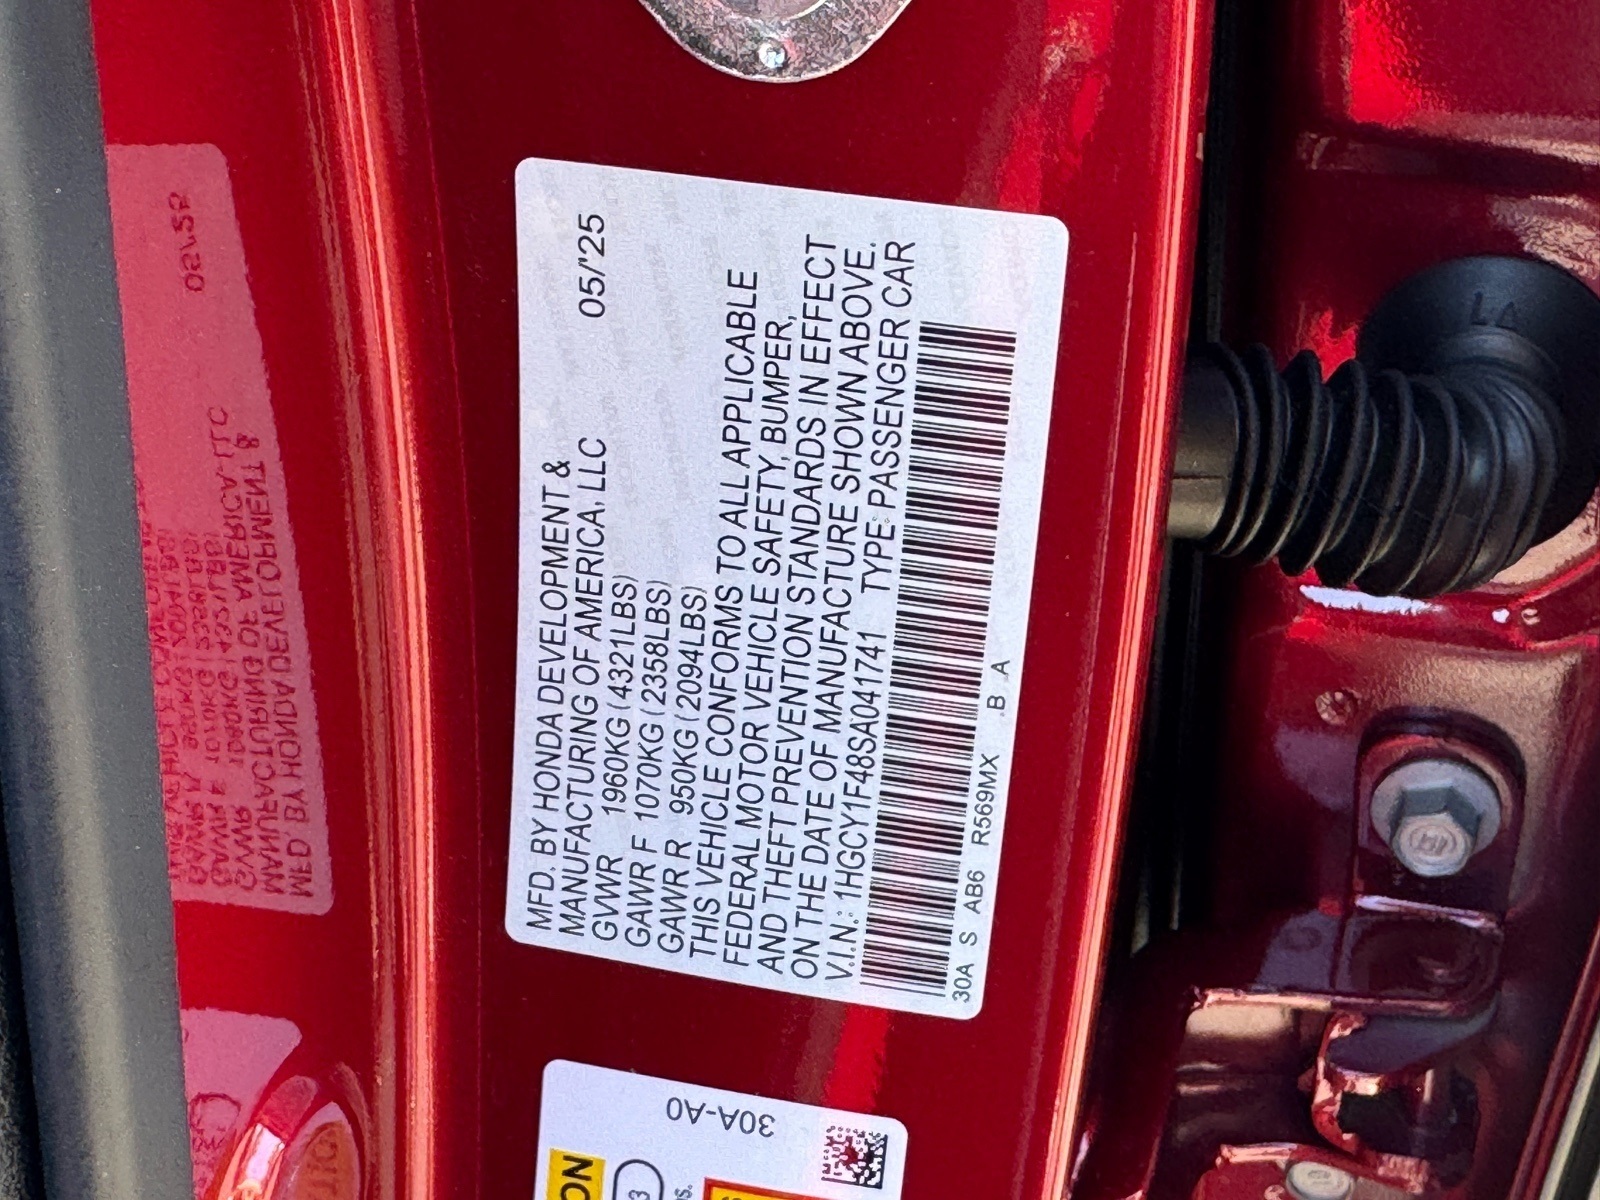 MFD. BY HONDA DEVELOPMENT &
MANUFACTURING OF AMERICA, LLC 05/'25
GVWR 1960KG (4321LBS)
GAWR F 1070KG (2358LBS)
GAWR R 950KG (2094LBS)
THIS VEHICLE CONFORMS TO ALL APPLICABLE
FEDERAL MOTOR VEHICLE SAFETY, BUMPER,
AND THEFT PREVENTION STANDARDS IN EFFECT
ON THE DATE OF MANUFACTURE SHOWN ABOVE.
V.I.N.: 1HGCY1F48SA041741 TYPE: PASSENGER CAR
30A S AB6 R569MX B A
30A-A0
LA